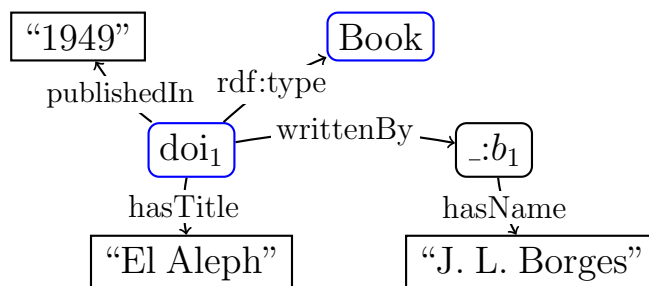 “1949”
Book
publishedIn
rdf:type
writtenBy
doi₁
_:b₁
hasTitle
hasName
“El Aleph”
“J. L. Borges”